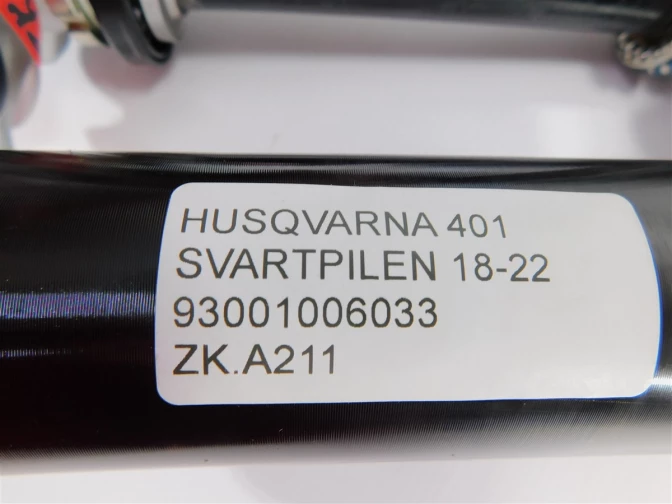 HUSQVARNA 401
SVARTPILEN 18-22
93001006033
ZK.A211